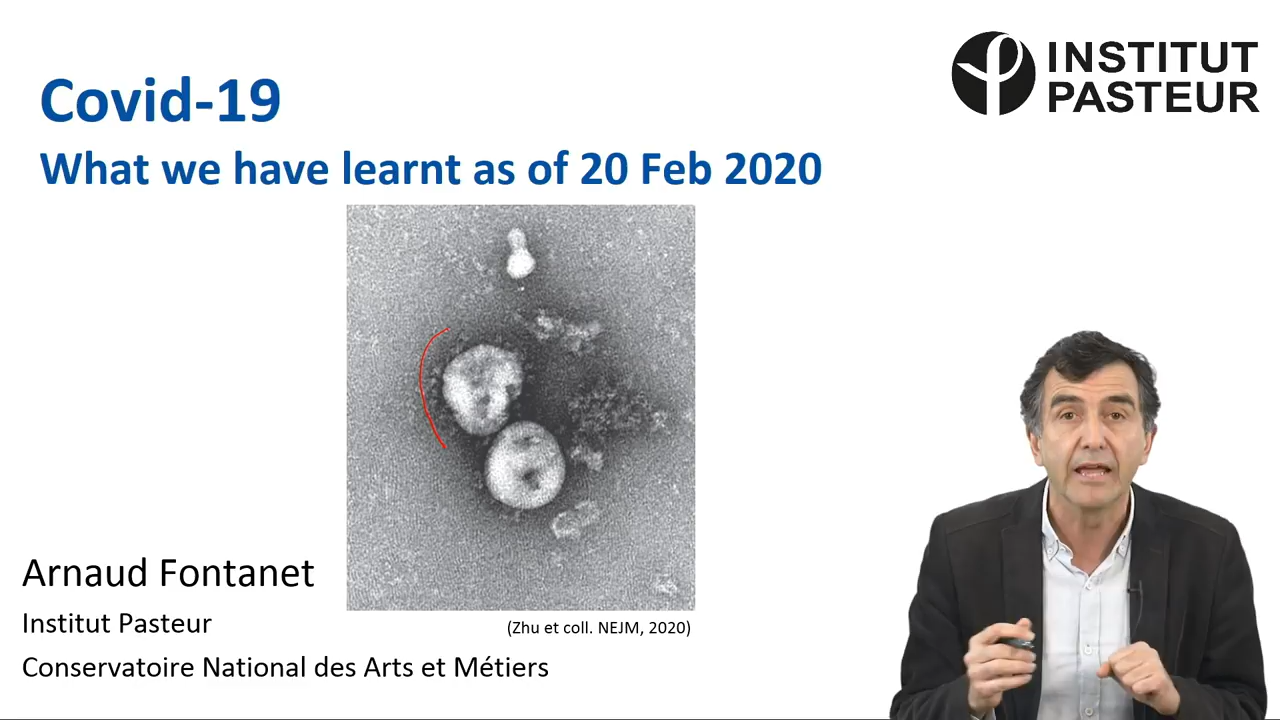 Covid-19
What we have learnt as of 20 Feb 2020
INSTITUT
PASTEUR
Arnaud Fontanet
Institut Pasteur
Conservatoire National des Arts et Métiers
(Zhu et coll. NEJM, 2020)